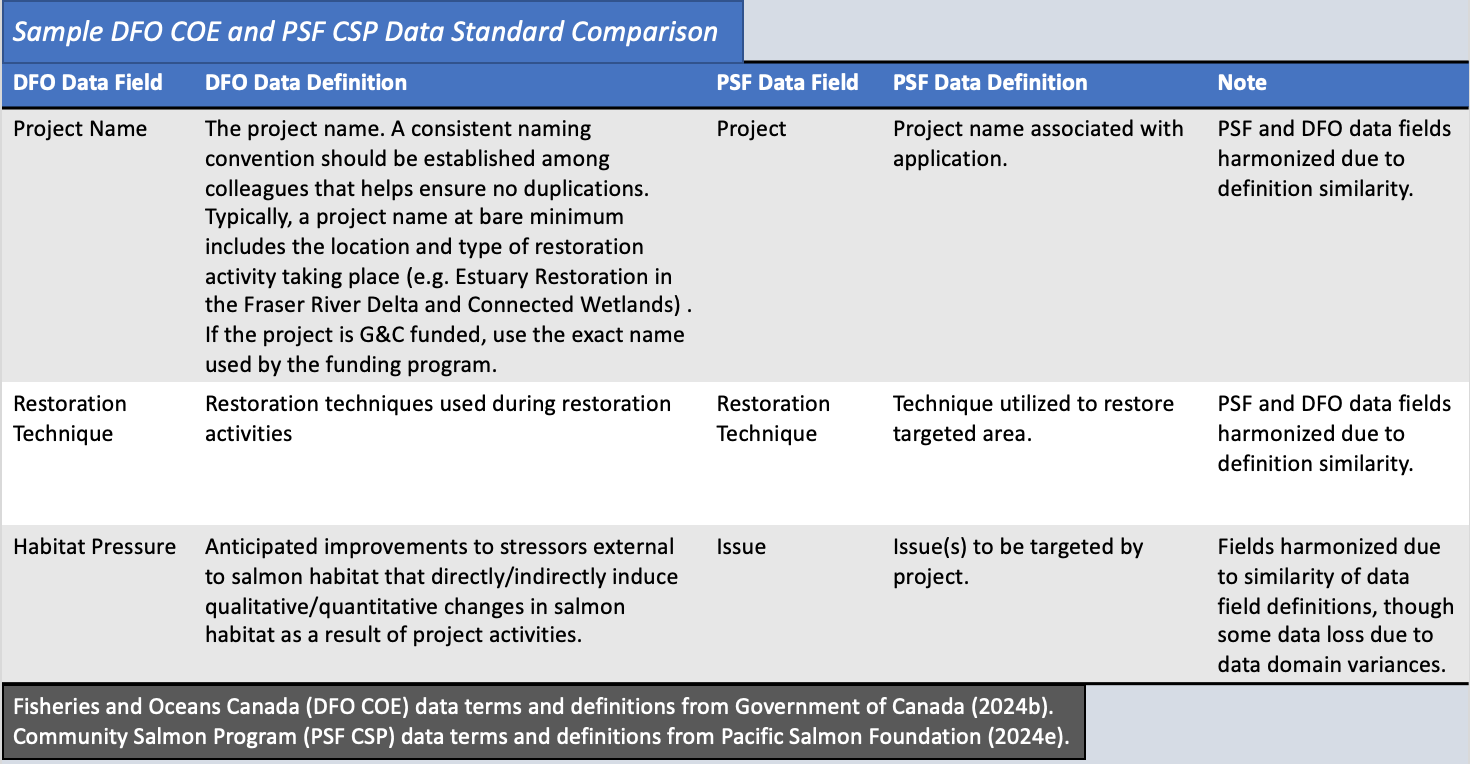 Sample DFO COE and PSF CSP Data Standard Comparison
DFO Data Field
DFO Data Definition
PSF Data Field
PSF Data Definition
Note
Project Name
The project name. A consistent naming
convention should be established among
colleagues that helps ensure no duplications.
Typically, a project name at bare minimum
includes the location and type of restoration
activity taking place (e.g. Estuary Restoration in
the Fraser River Delta and Connected Wetlands) .
If the project is G&C funded, use the exact name
used by the funding program.
Project
Project name associated with
application.
PSF and DFO data fields
harmonized due to
definition similarity.
Restoration
Technique
Restoration techniques used during restoration
activities
Restoration
Technique
Technique utilized to restore
targeted area.
PSF and DFO data fields
harmonized due to
definition similarity.
Habitat Pressure
Anticipated improvements to stressors external
to salmon habitat that directly/indirectly induce
qualitative/quantitative changes in salmon
habitat as a result of project activities.
Issue
Issue(s) to be targeted by
project.
Fields harmonized due
to similarity of data
field definitions, though
some data loss due to
data domain variances.
Fisheries and Oceans Canada (DFO COE) data terms and definitions from Government of Canada (2024b).
Community Salmon Program (PSF CSP) data terms and definitions from Pacific Salmon Foundation (2024e).